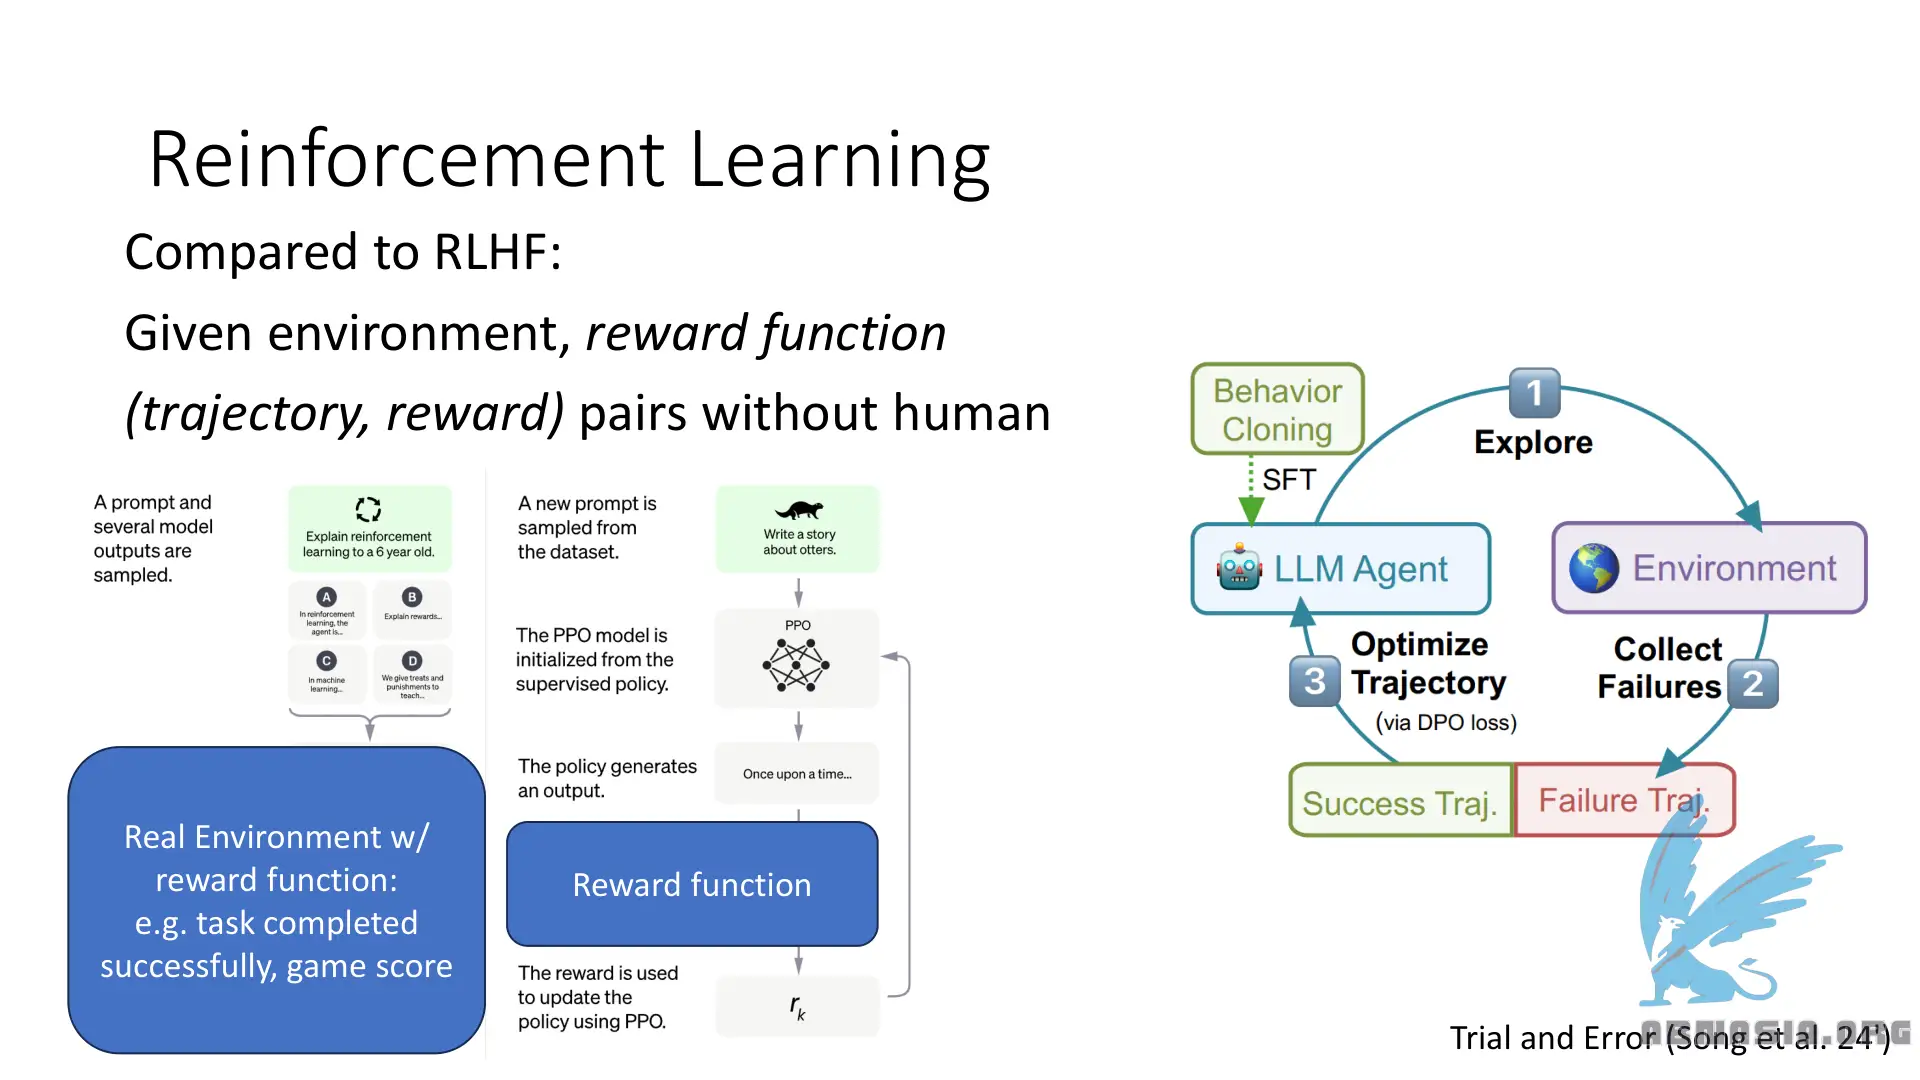 Reinforcement Learning
Compared to RLHF:
Given environment, reward function
(trajectory, reward) pairs without human
A prompt and
several model
outputs are
sampled.
Explain reinforcement
learning to a 6 year old.
A
In reinforcement
learning, the
agent is...
B
Explain rewards...
C
In machine
learning...
D
We give treats and
punishments to
teach...
Real Environment w/
reward function:
e.g. task completed
successfully, game score
A new prompt is
sampled from
the dataset.
Write a story
about otters.
The PPO model is
initialized from the
supervised policy.
PPO
The policy generates
an output.
Once upon a time...
Reward function
The reward is used
to update the
policy using PPO.
rk
Behavior
Cloning
SFT
1
Explore
LLM Agent
Environment
Optimize
Trajectory
(via DPO loss)
3
Collect
Failures
2
Success Traj.
Failure Traj.
Trial and Error (Song et al. 24')
AEMASIA.ORG